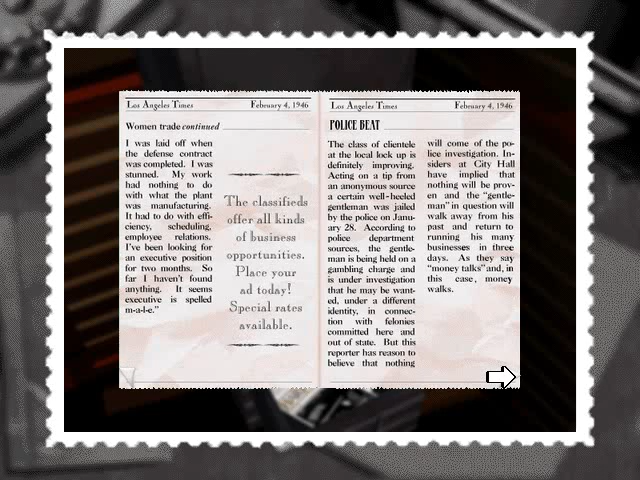 Los Angeles Times February 4, 1946
Women trade continued
I was laid off when
the defense contract
was completed. I was
stunned. My work
had nothing to do
with what the plant
was manufacturing.
It had to do with effi-
ciency, scheduling,
employee relations.
I've been looking for
an executive position
for two months. So
far I haven't found
anything. It seems
executive is spelled
m-a-l-e."
The classifieds
offer all kinds
of business
opportunities.
Place your
ad today!
Special rates
available.
Los Angeles Times February 4, 1946
POLICE BEAT
The class of clientele
at the local lock up is
definitely improving.
Acting on a tip from
an anonymous source
a certain well-heeled
gentleman was jailed
by the police on Janu-
ary 28. According to
police department
sources, the gentle-
man is being held on a
gambling charge and
is under investigation
that he may be want-
ed, under a different
identity, in connec-
tion with felonies
committed here and
out of state. But this
reporter has reason to
believe that nothing
will come of the po-
lice investigation. In-
siders at City Hall
have implied that
nothing will be prov-
en and the "gentle-
man" in question will
walk away from his
past and return to
running his many
businesses in three
days. As they say
"money talks" and, in
this case, money
walks.